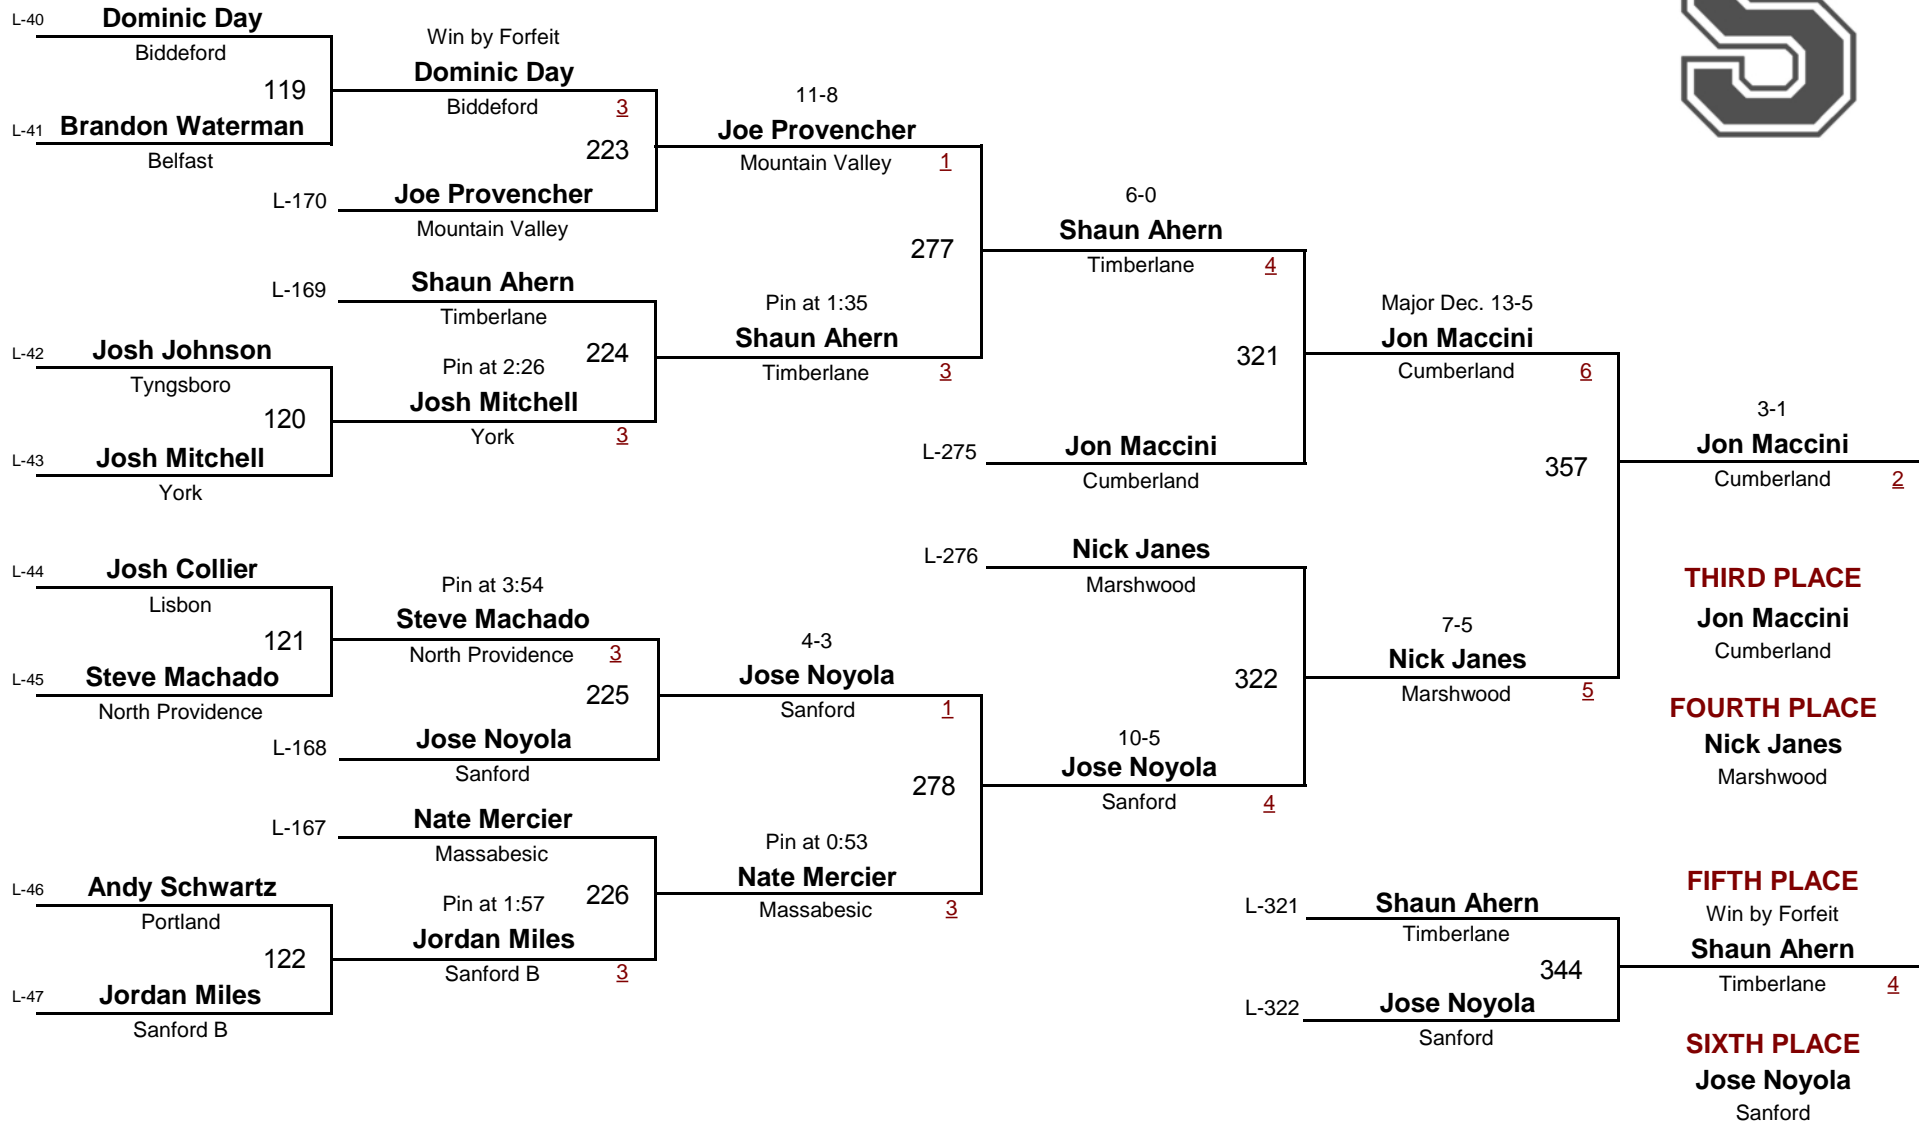 L-40
Dominic Day
Biddeford
119
L-41
Brandon Waterman
Belfast
Win by Forfeit
Dominic Day
Biddeford
3
223
L-170
Joe Provencher
Mountain Valley
11-8
Joe Provencher
Mountain Valley
1
L-169
Shaun Ahern
Timberlane
L-42
Josh Johnson
Tyngsboro
120
L-43
Josh Mitchell
York
Pin at 2:26
224
Josh Mitchell
York
3
Pin at 1:35
Shaun Ahern
Timberlane
3
277
6-0
Shaun Ahern
Timberlane
4
321
L-275
Jon Maccini
Cumberland
Major Dec. 13-5
Jon Maccini
Cumberland
6
357
3-1
Jon Maccini
Cumberland
2
L-44
Josh Collier
Lisbon
121
L-45
Steve Machado
North Providence
Pin at 3:54
Steve Machado
North Providence
3
225
L-168
Jose Noyola
Sanford
4-3
Jose Noyola
Sanford
1
L-167
Nate Mercier
Massabesic
L-46
Andy Schwartz
Portland
122
L-47
Jordan Miles
Sanford B
Pin at 1:57
226
Jordan Miles
Sanford B
3
Pin at 0:53
Nate Mercier
Massabesic
3
278
L-276
Nick Janes
Marshwood
322
10-5
Jose Noyola
Sanford
4
7-5
Nick Janes
Marshwood
5
THIRD PLACE
Jon Maccini
Cumberland
FOURTH PLACE
Nick Janes
Marshwood
L-321
Shaun Ahern
Timberlane
344
L-322
Jose Noyola
Sanford
FIFTH PLACE
Win by Forfeit
Shaun Ahern
Timberlane
4
SIXTH PLACE
Jose Noyola
Sanford
S